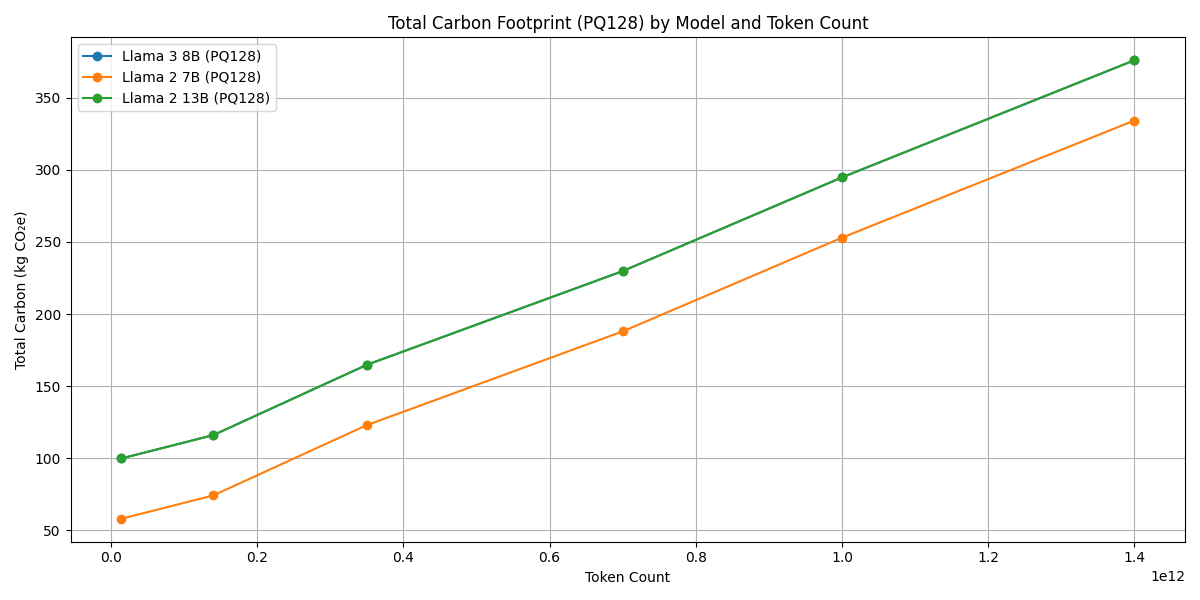 Total Carbon Footprint (PQ128) by Model and Token Count
Llama 3 8B (PQ128)
Llama 2 7B (PQ128)
Llama 2 13B (PQ128)
Total Carbon (kg CO₂e)
350
300
250
200
150
100
50
0.0 0.2 0.4 0.6 0.8 1.0 1.2 1.4
1e12
Token Count